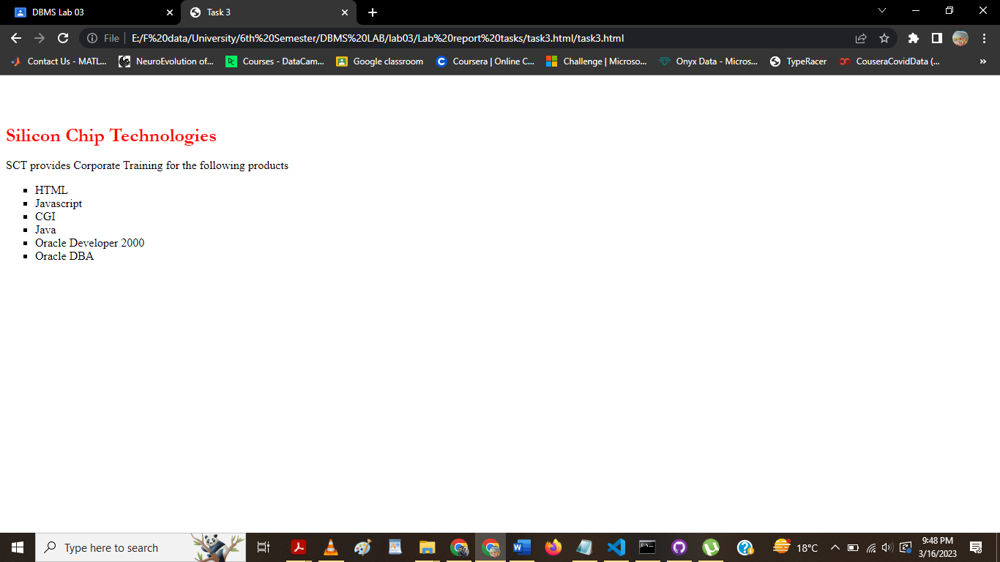 DBMS Lab 03
Task 3
File
E:/F%20data/University/6th%20Semester/DBMS%20LAB/lab03/Lab%20report%20tasks/task3.html/task3.html
Contact Us - MATL...
NeuroEvolution of...
Courses - DataCam...
Google classroom
Coursera | Online C...
Challenge | Microso...
Onyx Data - Micros...
TypeRacer
CouseraCovidData (...
»
Silicon Chip Technologies
SCT provides Corporate Training for the following products
HTML
Javascript
CGI
Java
Oracle Developer 2000
Oracle DBA
Type here to search
18°C
9:48 PM
3/16/2023